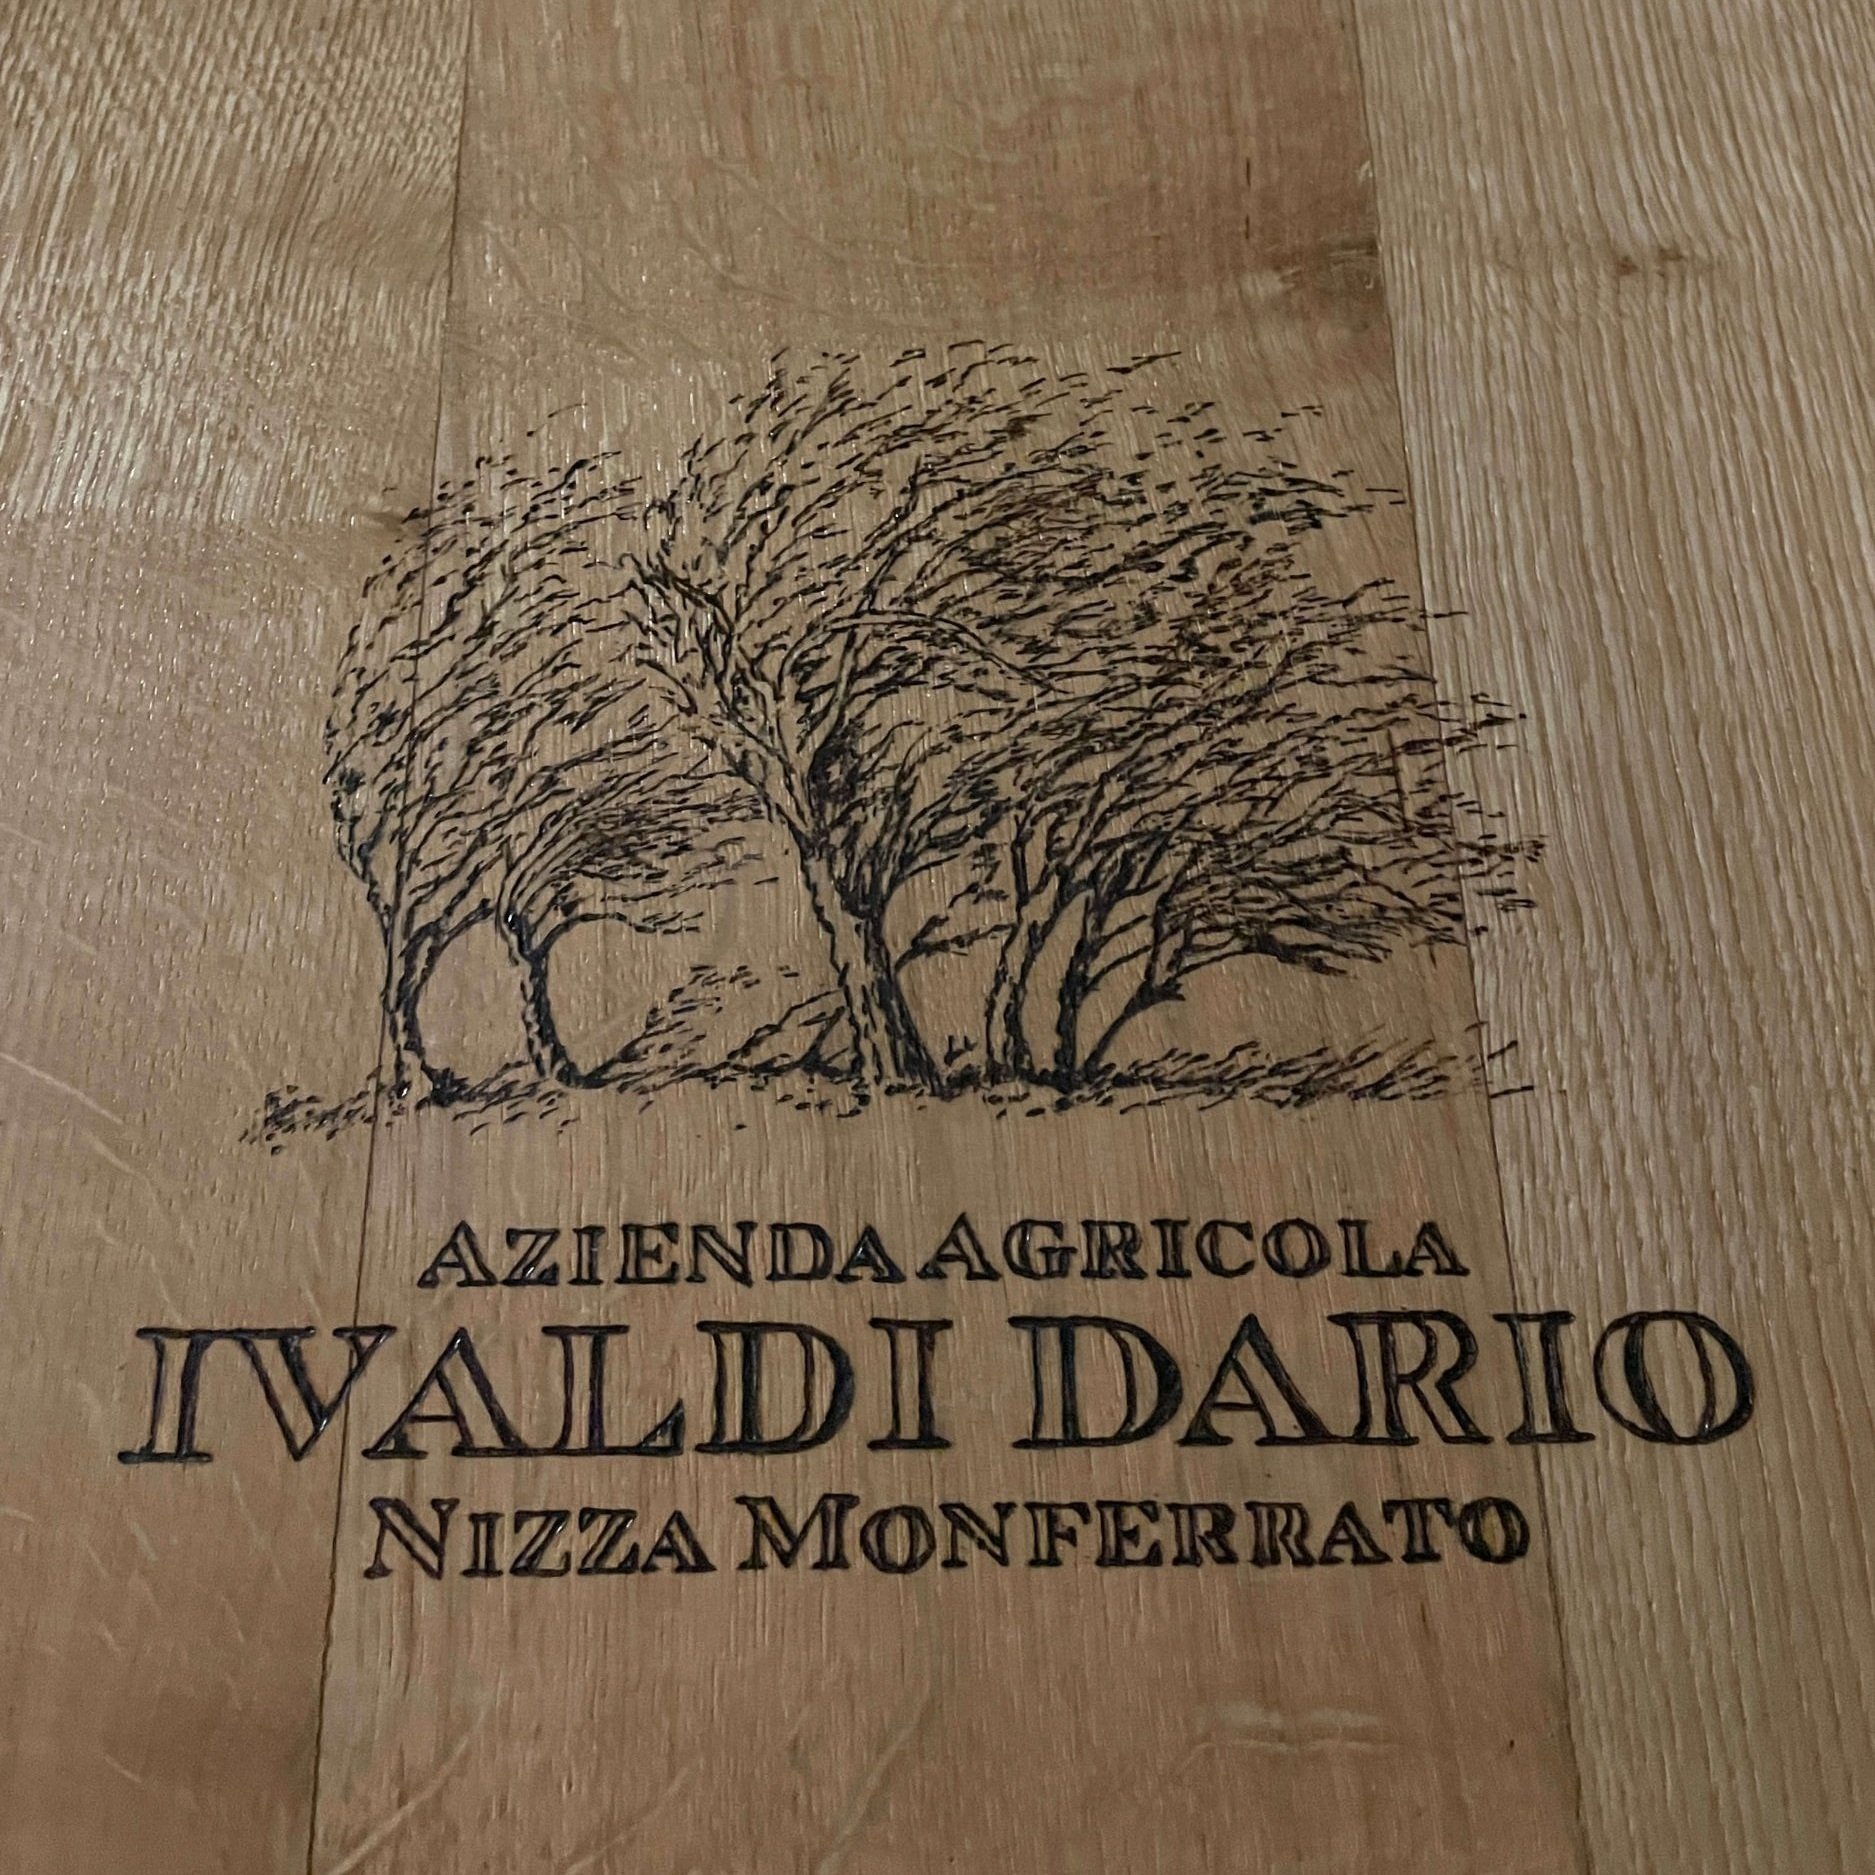 AZIENDA AGRICOLA
IVALDI DARIO
NIZZA MONFERRATO